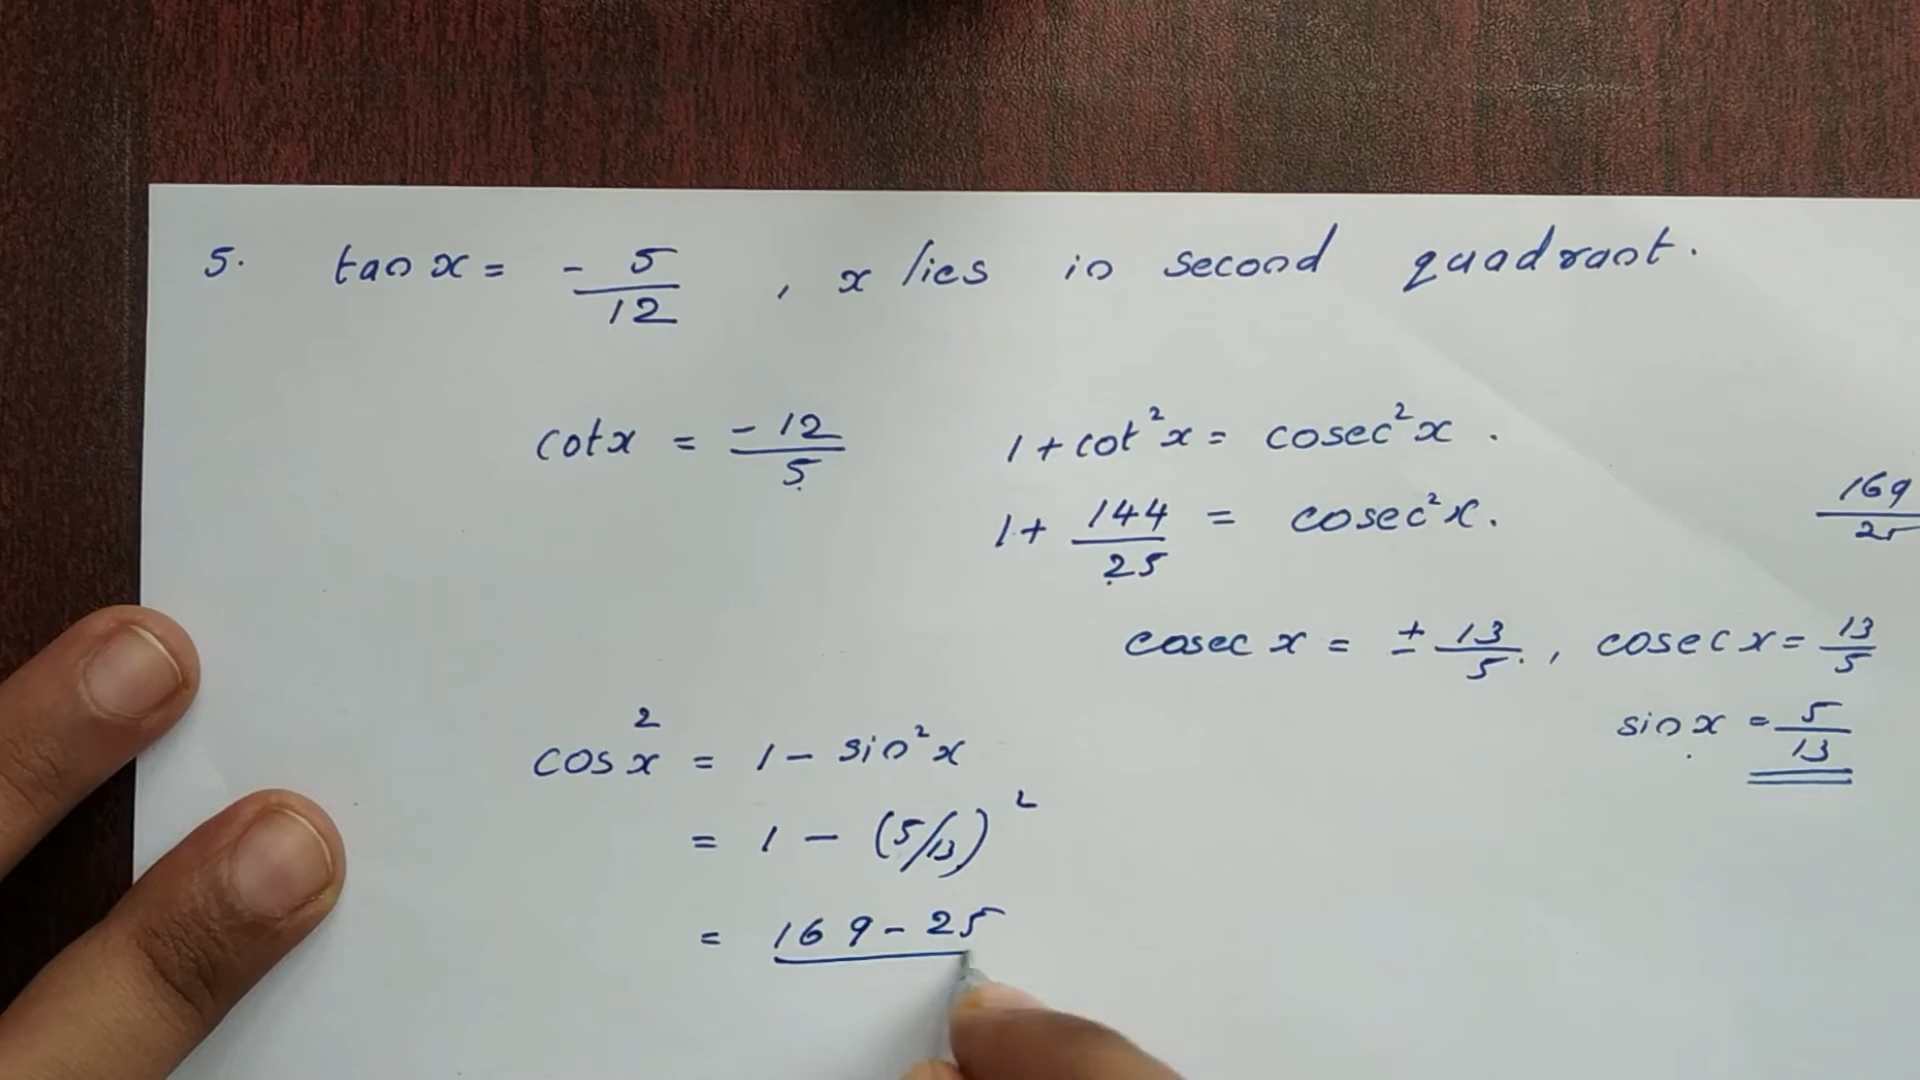 5. tan x = - 5/12 , x lies in second quadrant.
cot x = -12/5
1 + cot²x = cosec²x .
1 + 144/25 = cosec²x.
169/25
cosec x = ± 13/5 . , cosec x = 13/5
sin x = 5/13
cos²x = 1 - sin²x
= 1 - (5/13)²
= 169 - 25